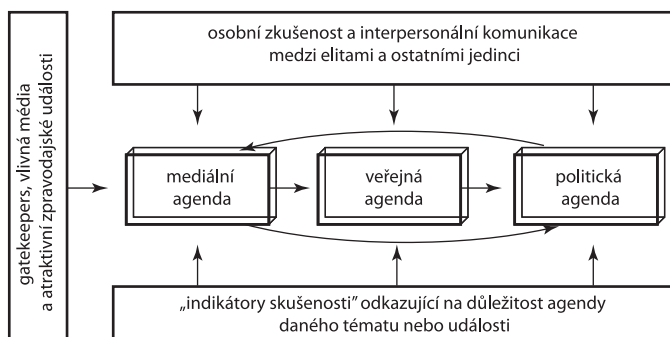 osobní zkušenost a interpersonální komunikace
medzi elitami a ostatními jedinci
gatekeepers, vlivná média
a atraktivní zpravodajské události
mediální
agenda
veřejná
agenda
politická
agenda
„indikátory skušenosti” odkazující na důležitost agendy
daného tématu nebo události